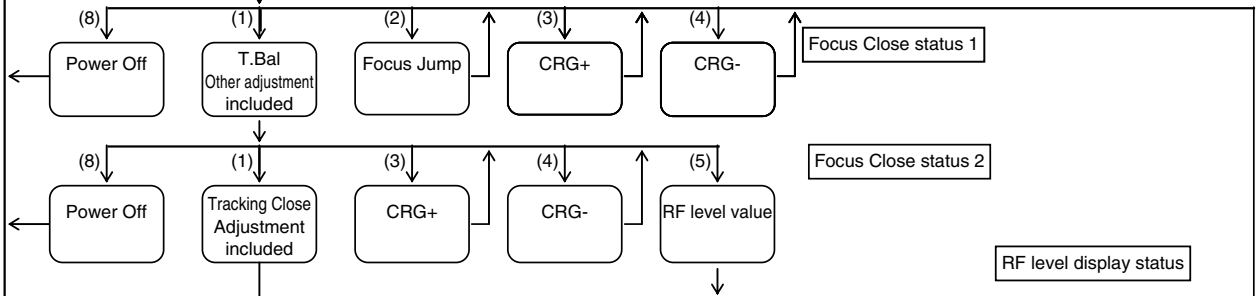 (8)
(1)
(2)
(3)
(4)
Focus Close status 1
Power Off
T.Bal
Other adjustment
included
Focus Jump
CRG+
CRG-
(8)
(1)
(3)
(4)
(5)
Focus Close status 2
Power Off
Tracking Close
Adjustment
included
CRG+
CRG-
RF level value
RF level display status